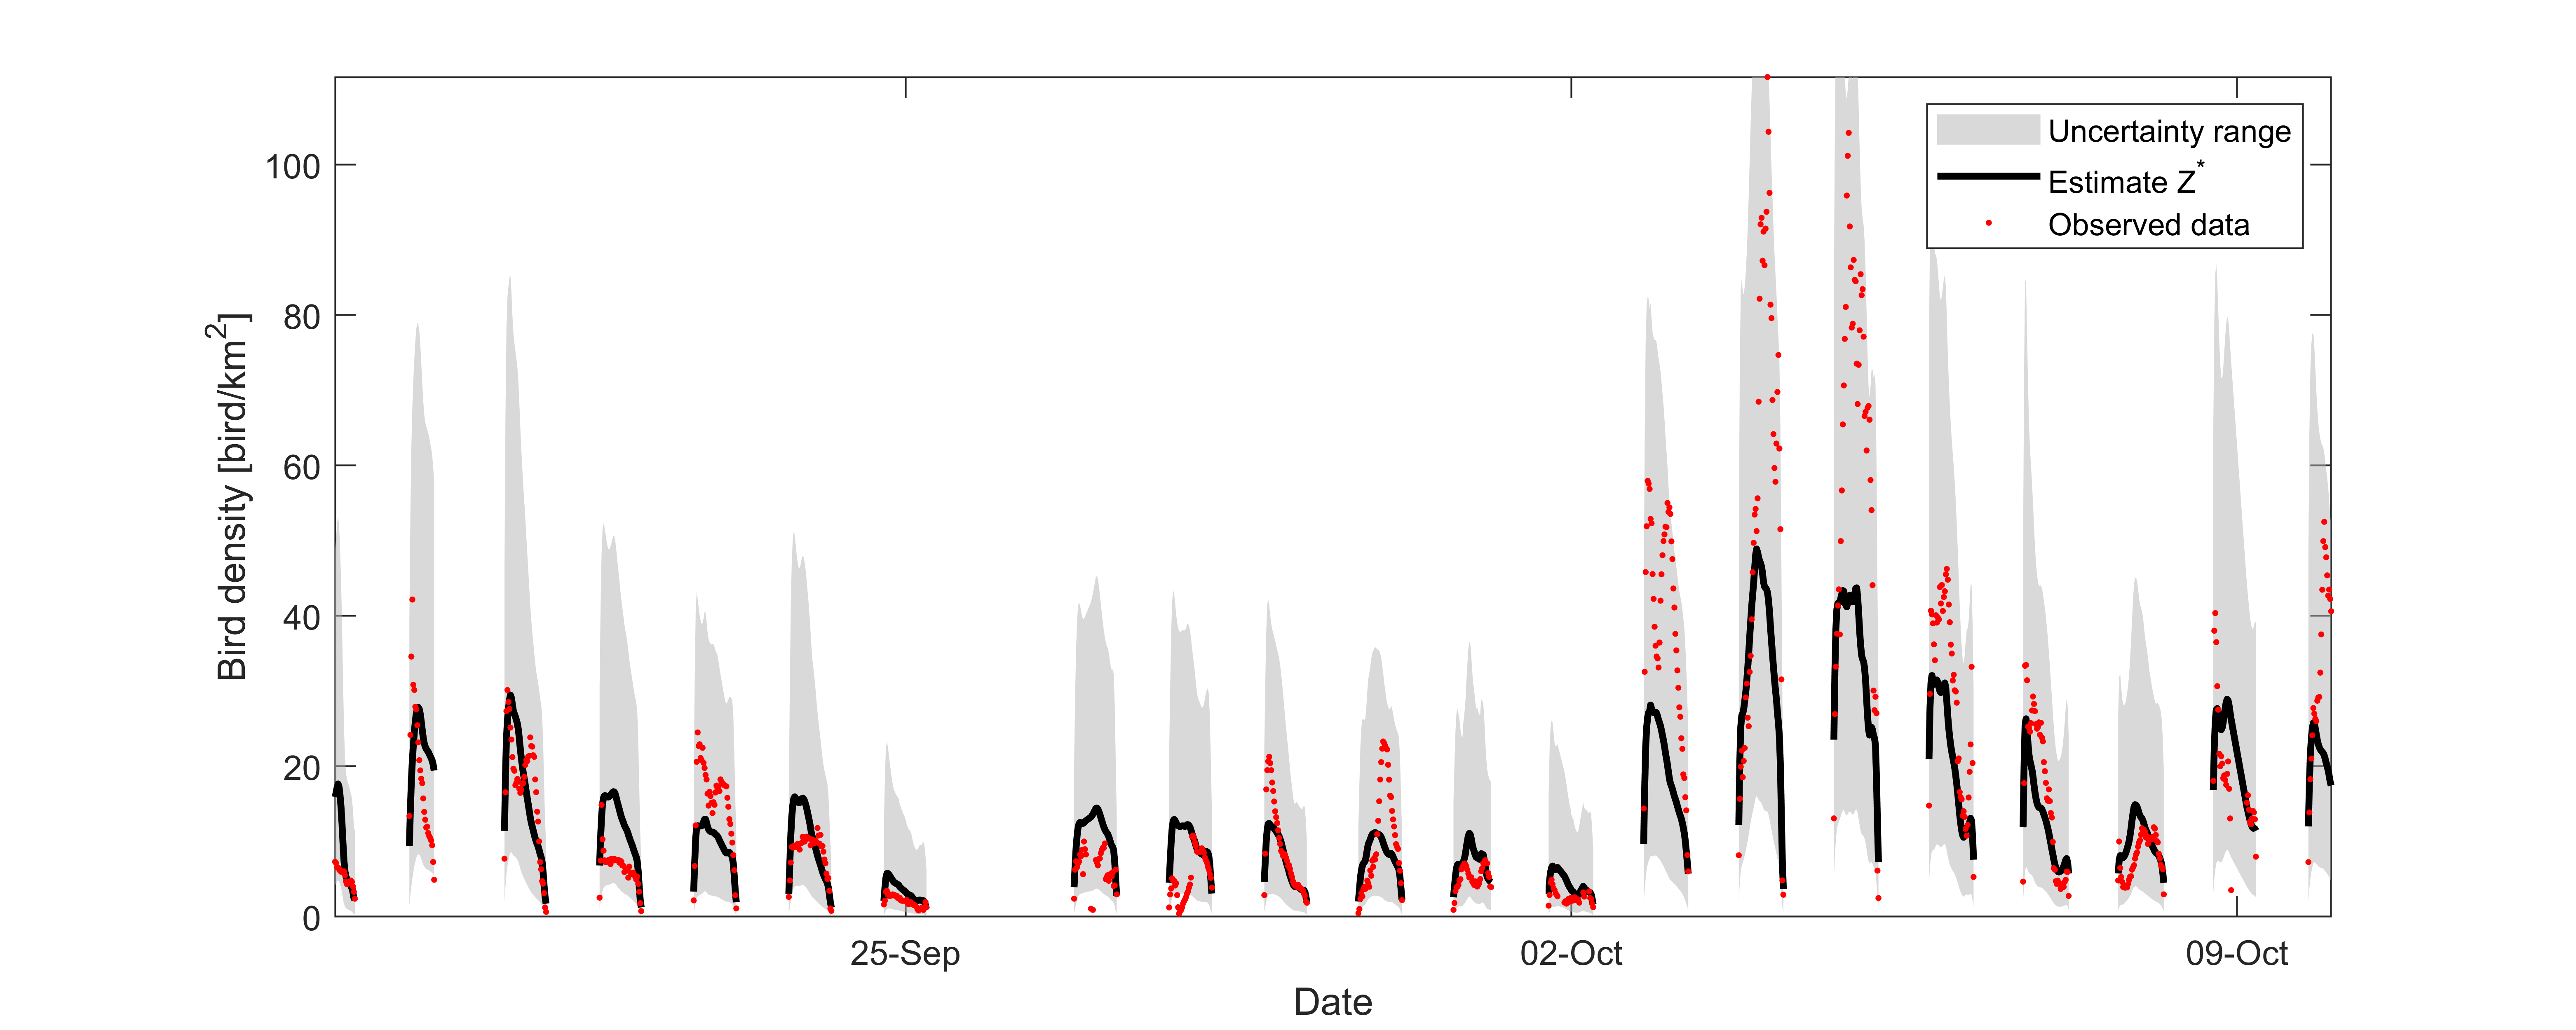 100
80
60
40
20
0
Bird density [bird/km²]
Uncertainty range
Estimate Z*
Observed data
25-Sep
02-Oct
09-Oct
Date